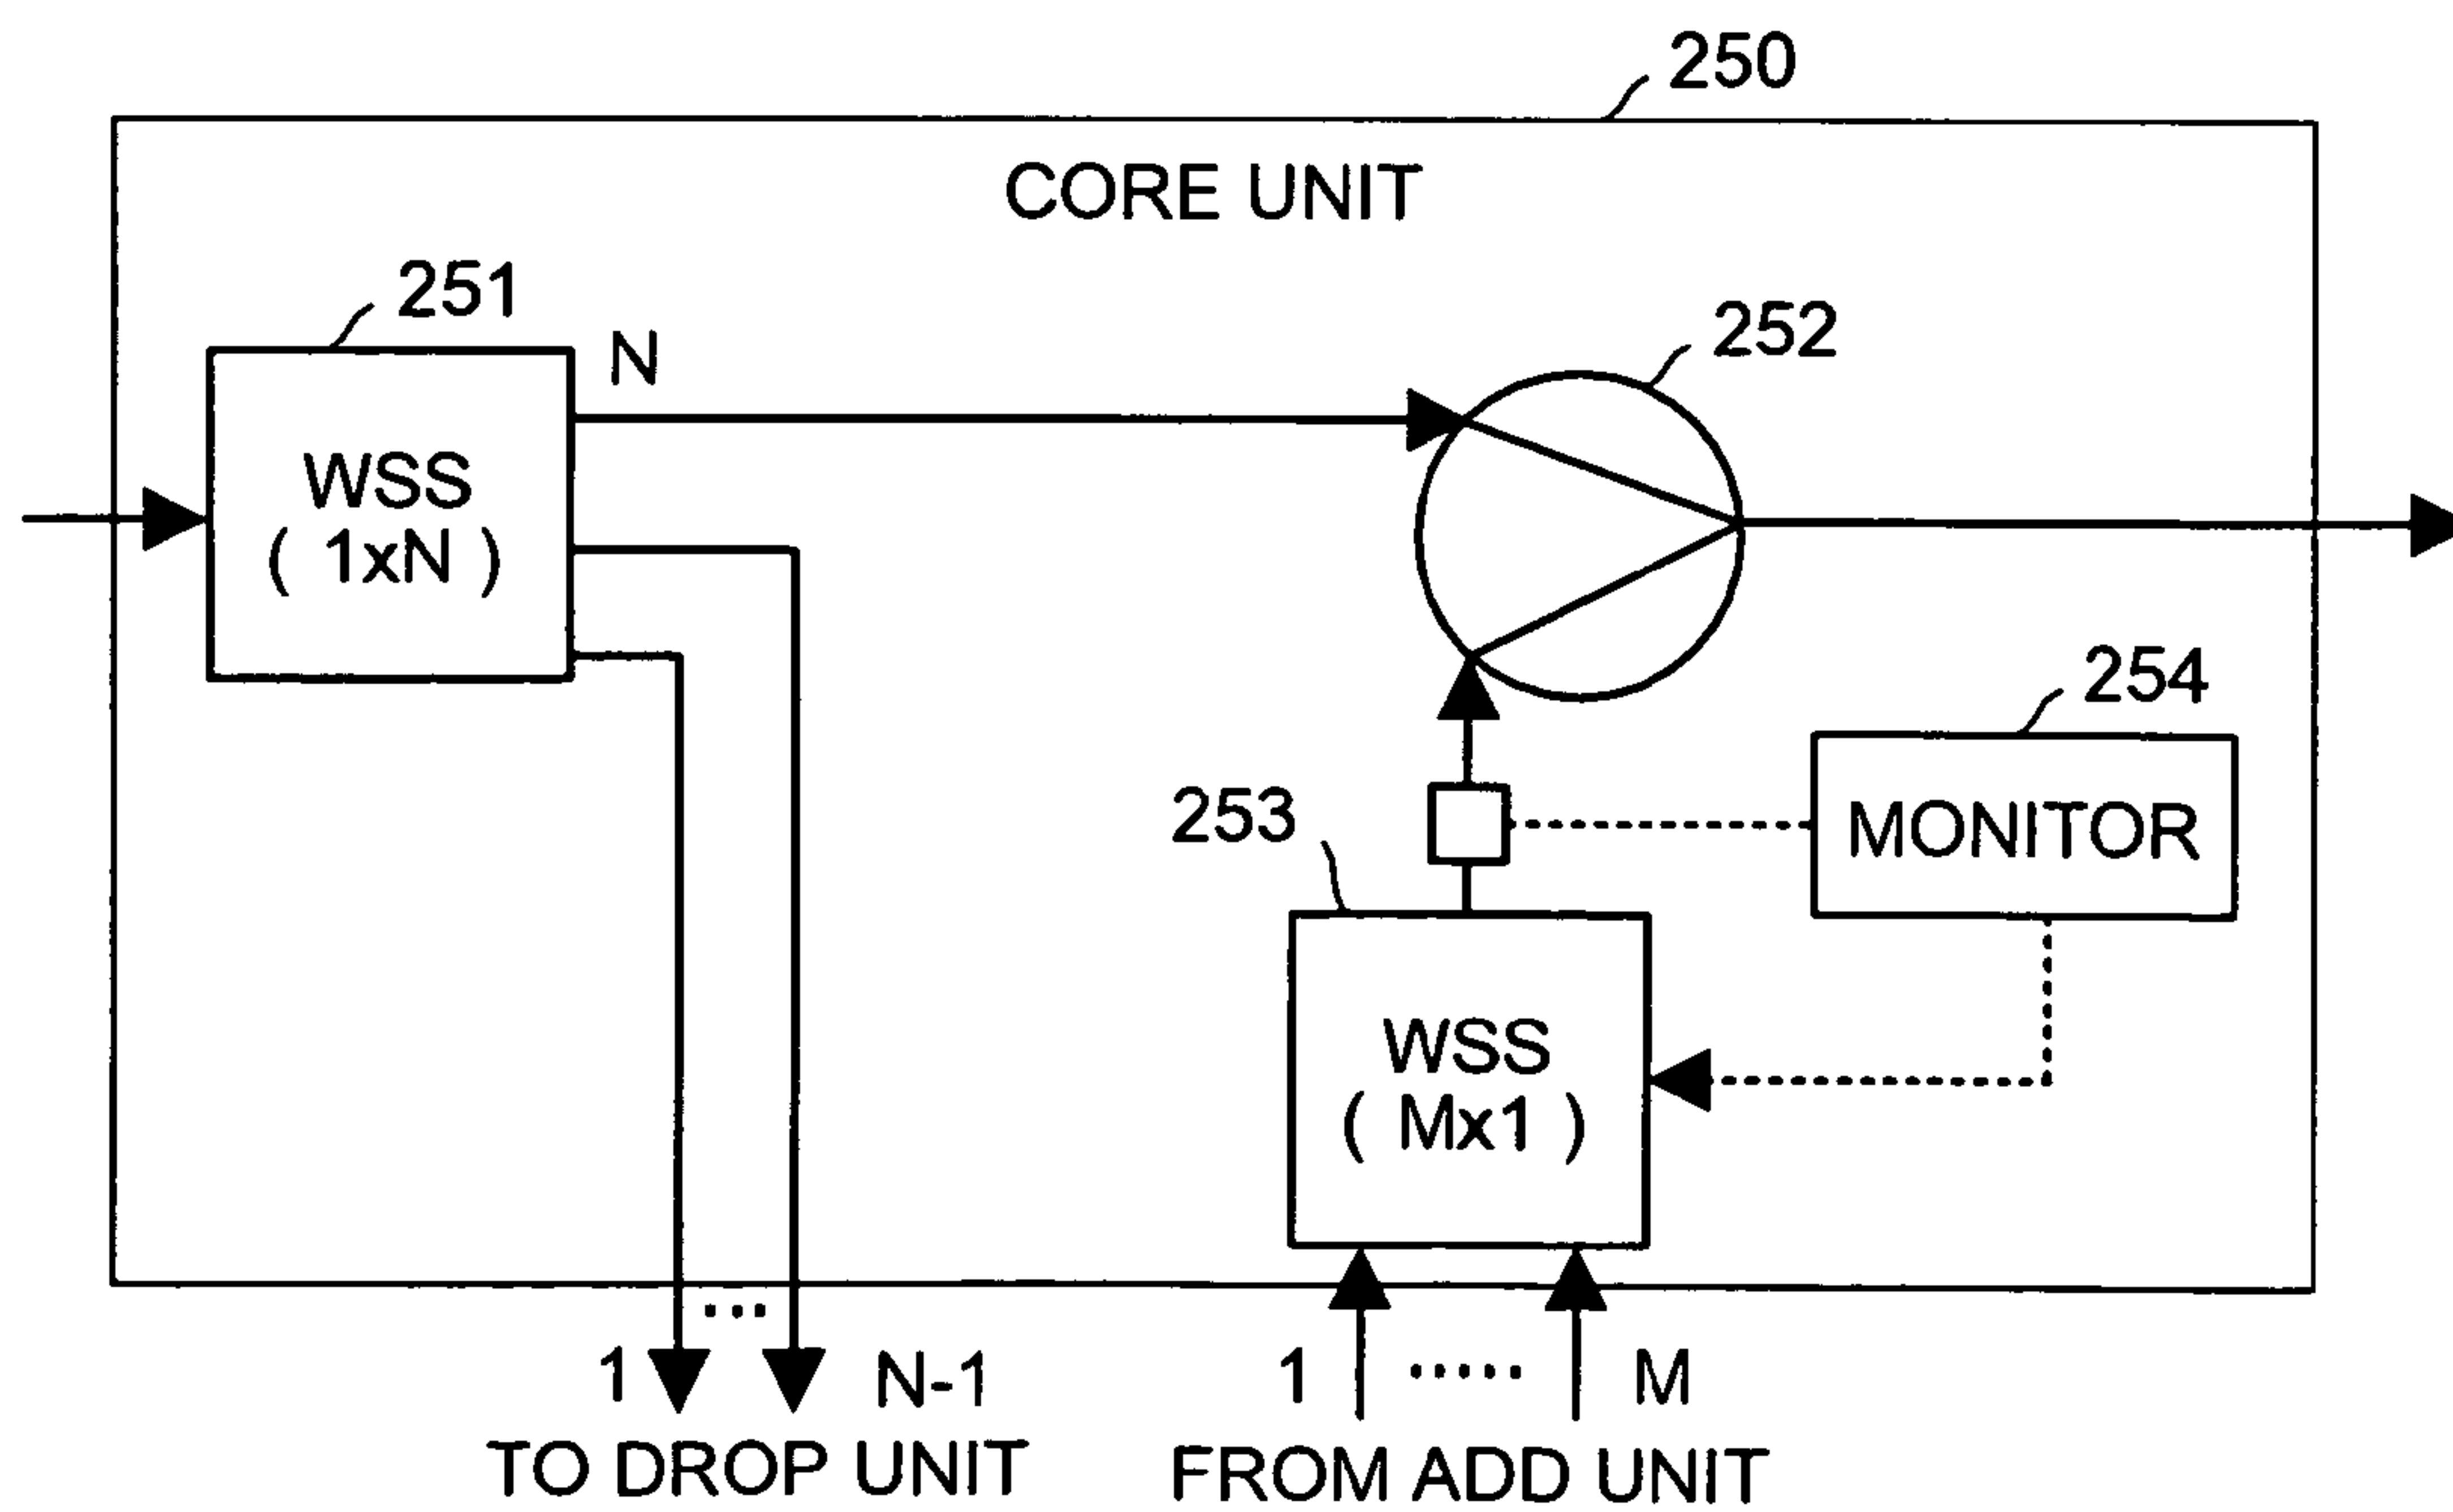 250
CORE UNIT
251
N
252
WSS
( 1xN )
254
253
MONITOR
WSS
( Mx1 )
...
1
N-1
1
.....
M
TO DROP UNIT
FROM ADD UNIT